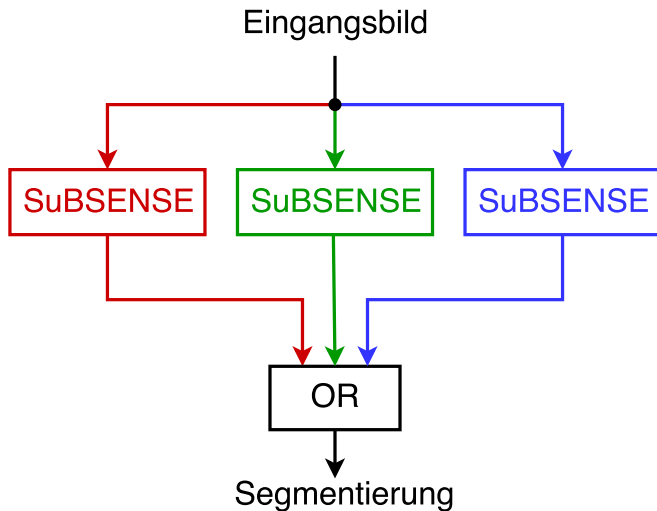 Eingangsbild
SuBSENSE
SuBSENSE
SuBSENSE
OR
Segmentierung